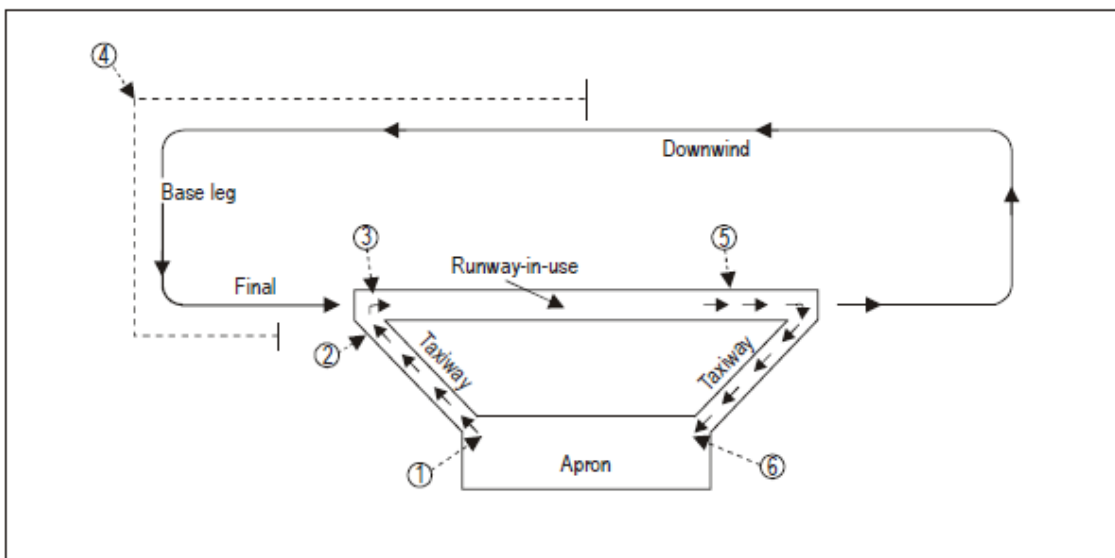 ④
Downwind
Base leg
③
⑤
Runway-in-use
Final
②
Taxiway
Taxiway
①
Apron
⑥